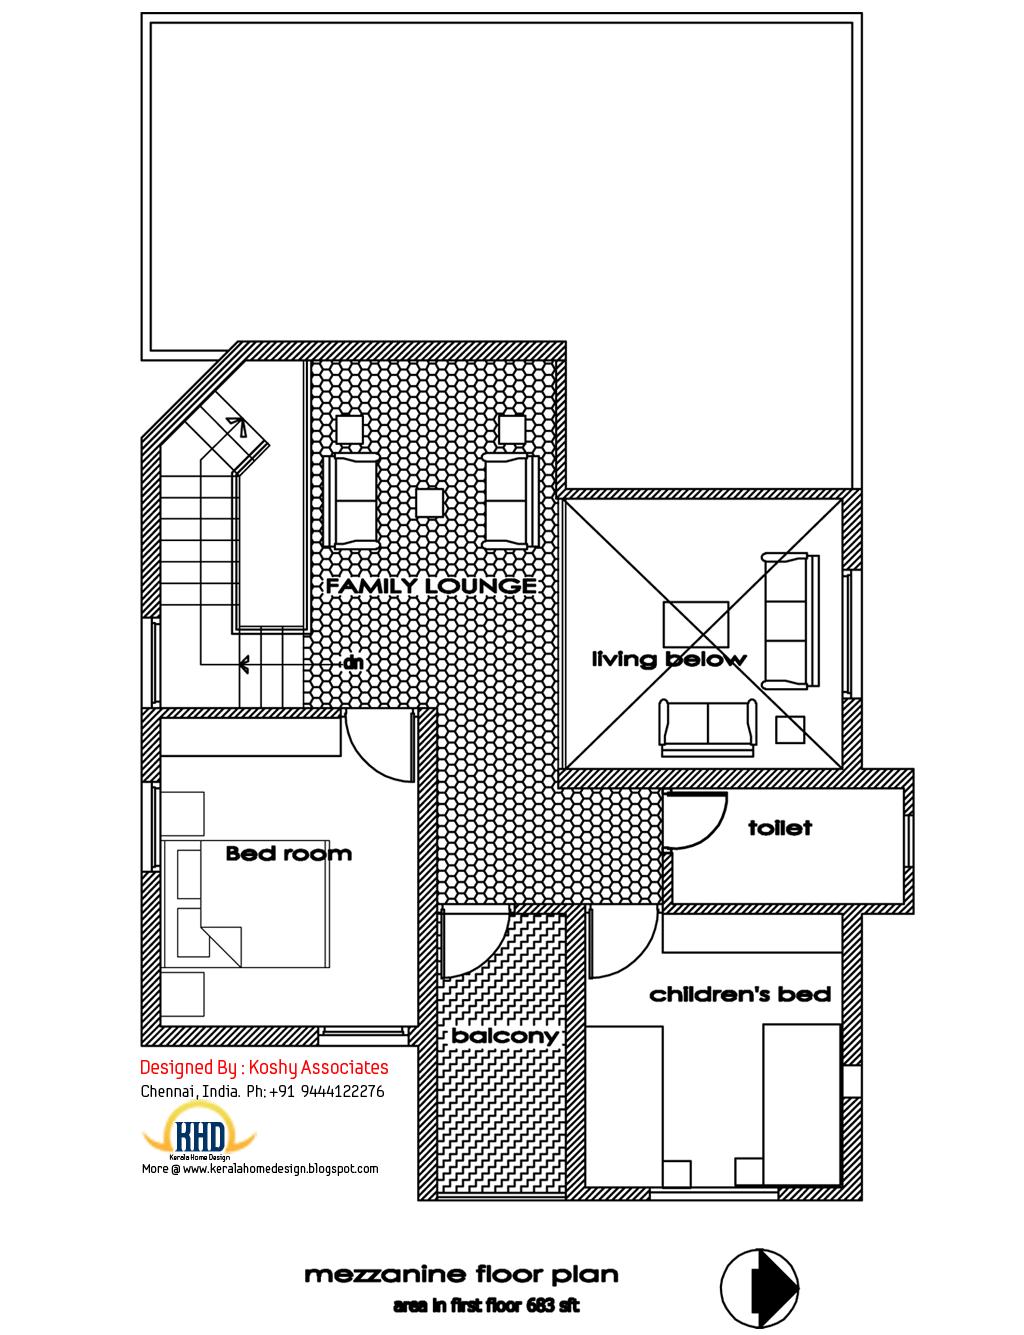 FAMILY LOUNGE
living below
dn
toilet
Bed room
children's bed
balcony
Designed By : Koshy Associates
Chennai, India. Ph: +91 9444122276
KHD
Kerala Home Design
More @ www.keralahomedesign.blogspot.com
mezzanine floor plan
area in first floor 683 sft